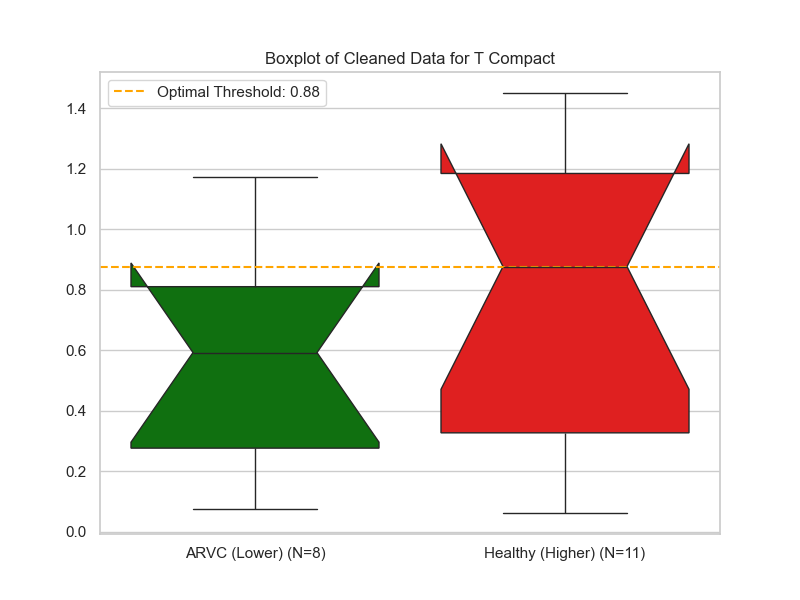 Boxplot of Cleaned Data for T Compact
Optimal Threshold: 0.88
1.4
1.2
1.0
0.8
0.6
0.4
0.2
0.0
ARVC (Lower) (N=8)
Healthy (Higher) (N=11)